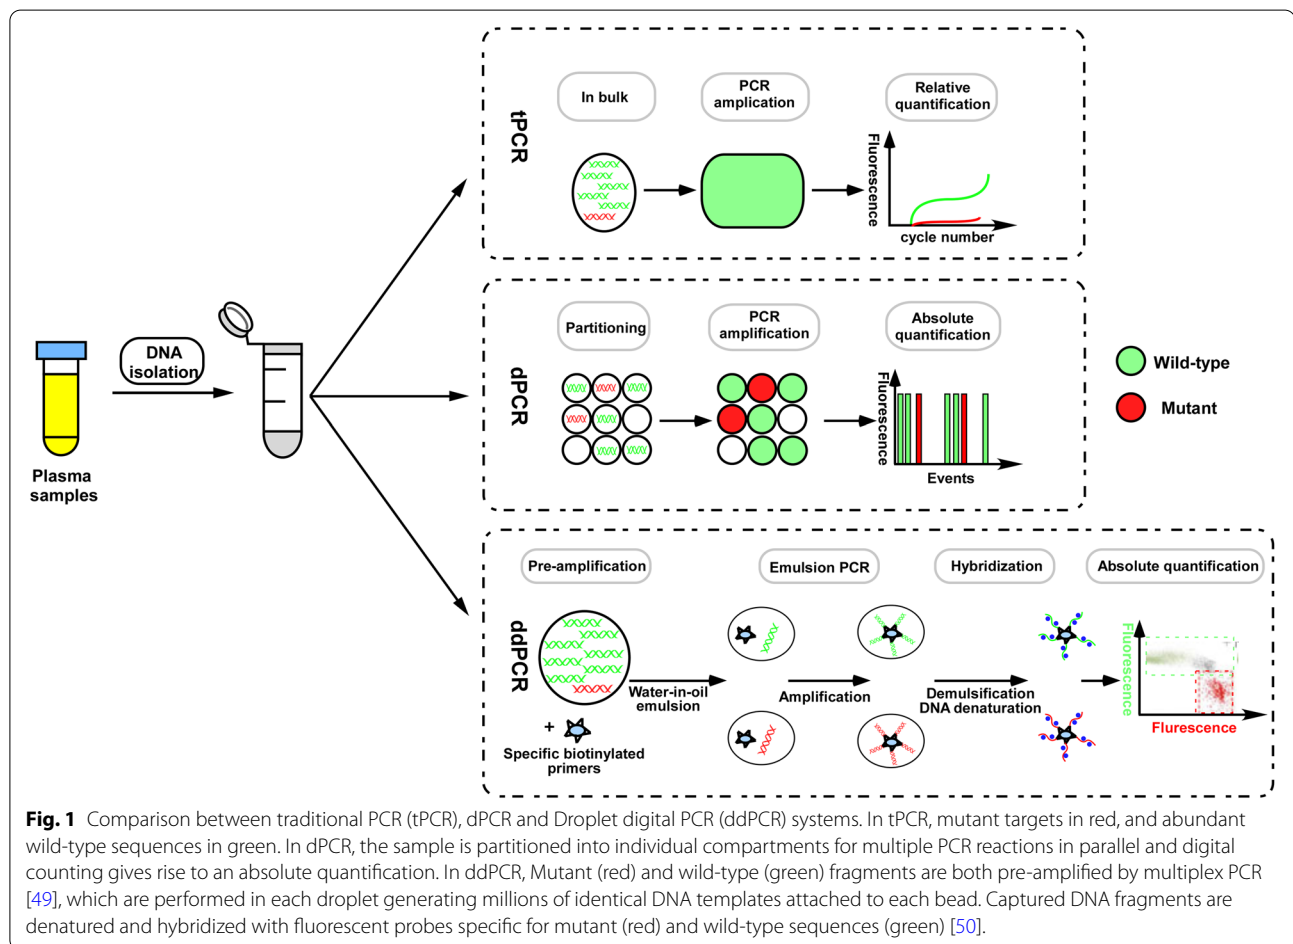 In bulk
PCR
amplication
Relative
quantification
tPCR
Fluorescence
cycle number
DNA
isolation
Plasma
samples
Partitioning
PCR
amplification
Absolute
quantification
dPCR
Fluorescence
Events
Wild-type
Mutant
Pre-amplification
Emulsion PCR
Hybridization
Absolute quantification
ddPCR
Water-in-oil
emulsion
Amplification
Demulsification
DNA denaturation
+
Specific biotinylated
primers
Fluorescence
Flurescence
Fig. 1 Comparison between traditional PCR (tPCR), dPCR and Droplet digital PCR (ddPCR) systems. In tPCR, mutant targets in red, and abundant
wild-type sequences in green. In dPCR, the sample is partitioned into individual compartments for multiple PCR reactions in parallel and digital
counting gives rise to an absolute quantification. In ddPCR, Mutant (red) and wild-type (green) fragments are both pre-amplified by multiplex PCR
[49], which are performed in each droplet generating millions of identical DNA templates attached to each bead. Captured DNA fragments are
denatured and hybridized with fluorescent probes specific for mutant (red) and wild-type sequences (green) [50].